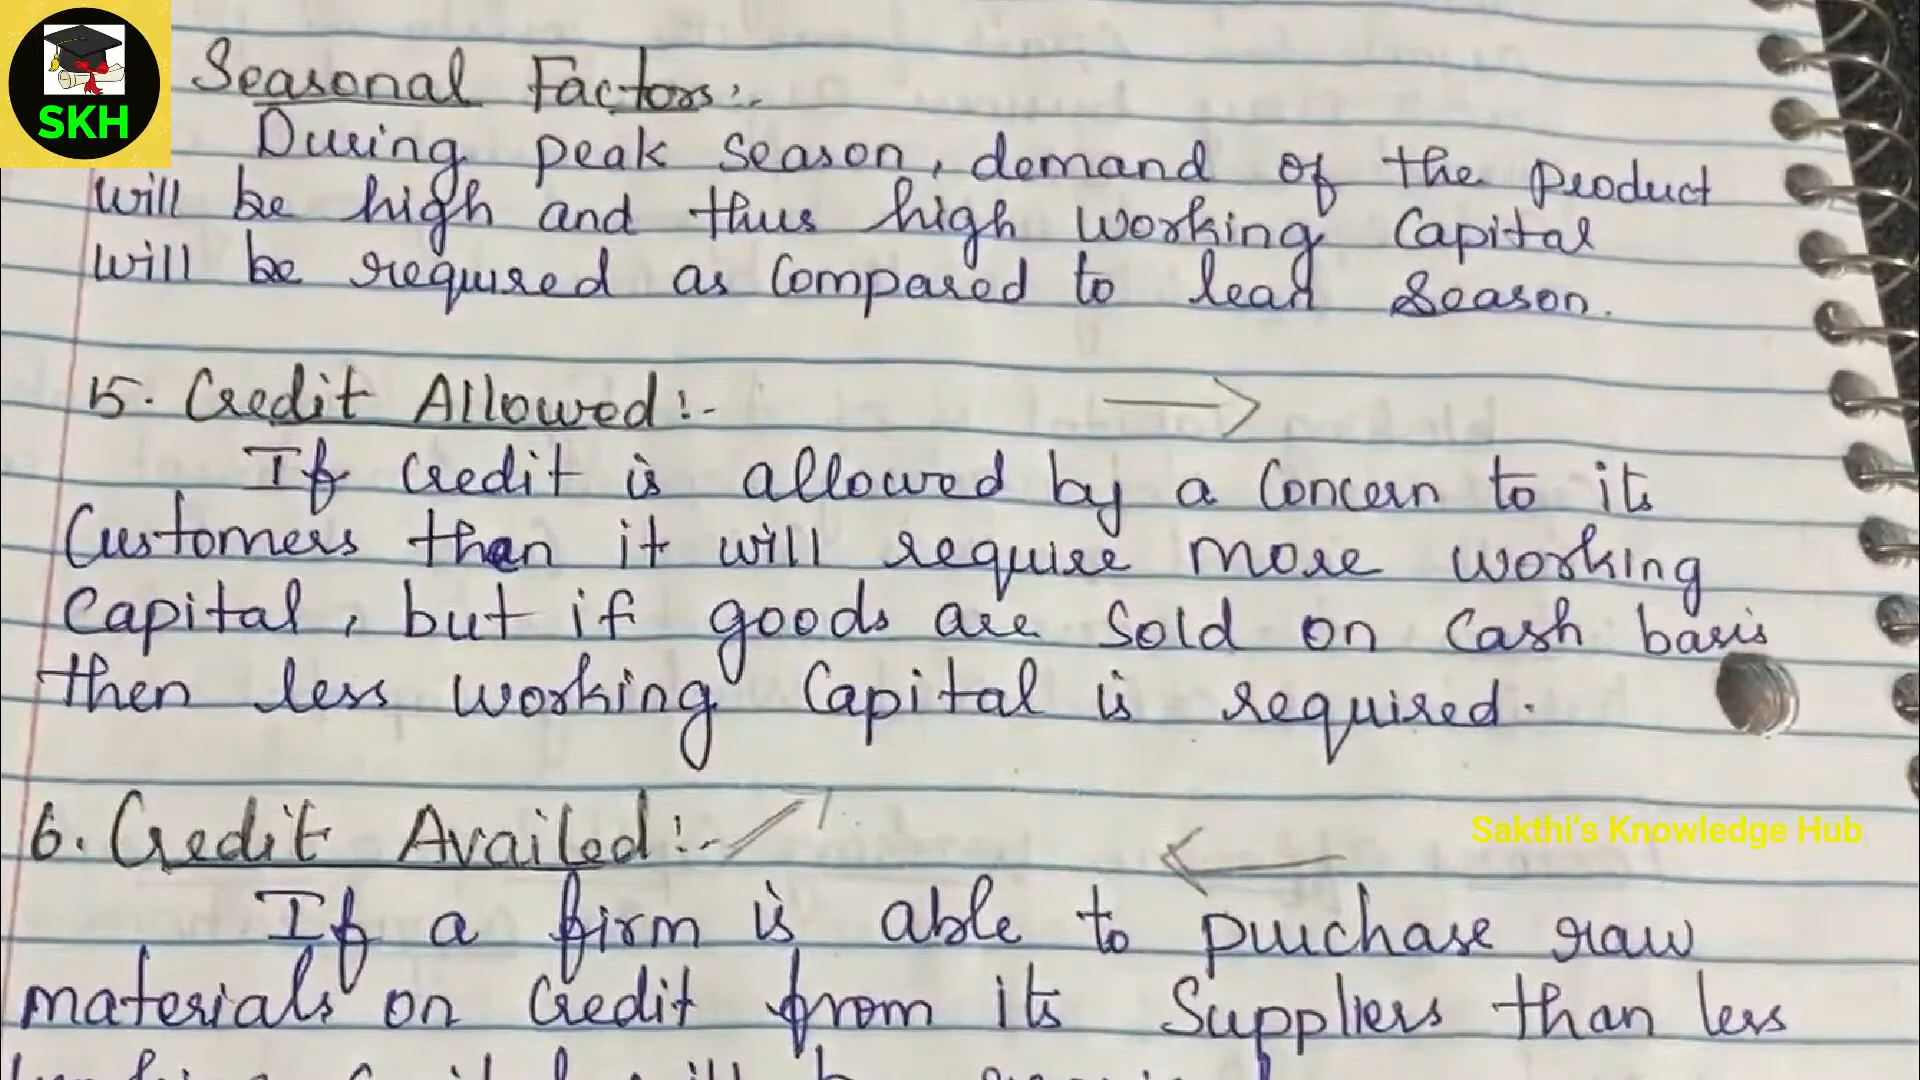 SKH
Seasonal Factors:-
During peak season, demand of the product
will be high and thus high working Capital
will be required as Compared to lean Season.
5. Credit Allowed:-
If Credit is allowed by a Concern to its
Customers then it will require more working
Capital, but if goods are Sold on Cash basis
then less working Capital is required.
Sakthi's Knowledge Hub
6. Credit Availed:-
If a firm is able to purchase raw
materials on Credit from its Suppliers than less